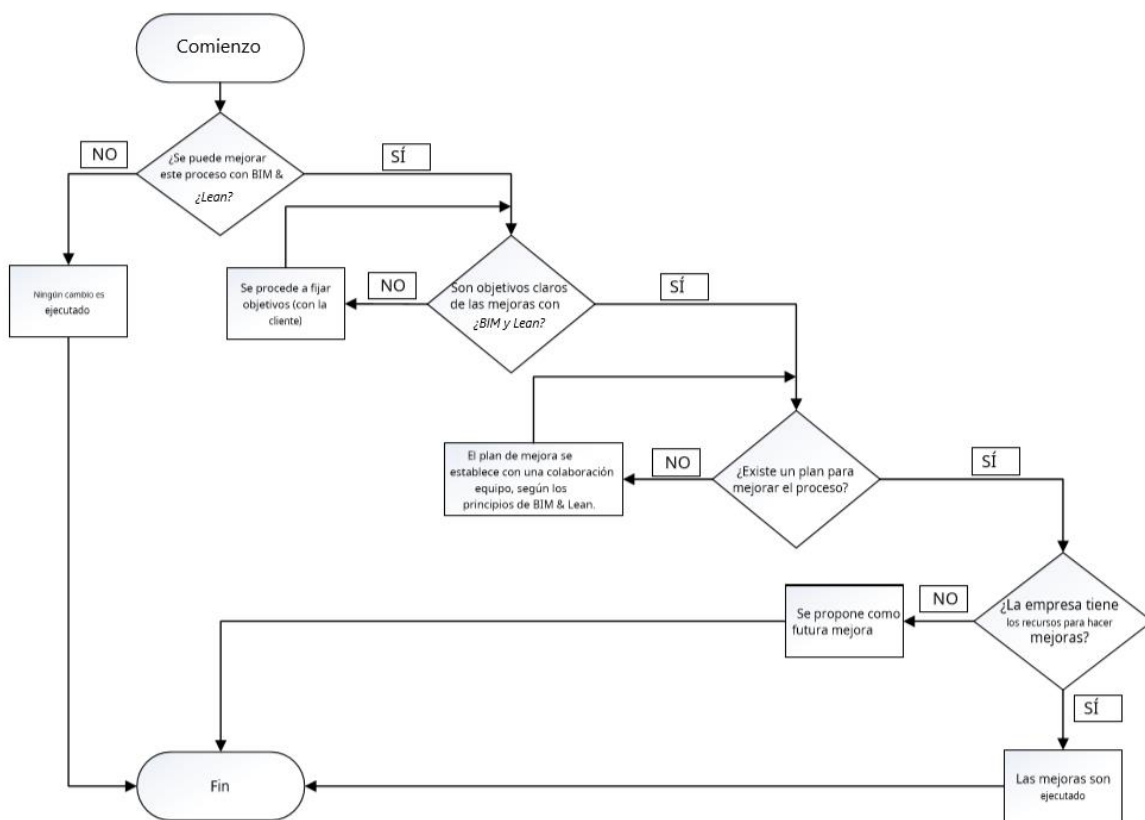 Comienzo
NO
¿Se puede mejorar
este proceso con BIM &
¿Lean?
SÍ
Ningún cambio es
ejecutado
Se procede a fijar
objetivos (con la
cliente)
NO
Son objetivos claros
de las mejoras con
¿BIM y Lean?
SÍ
El plan de mejora se
establece con una colaboración
equipo, según los
principios de BIM & Lean.
NO
¿Existe un plan para
mejorar el proceso?
SÍ
Se propone como
futura mejora
NO
¿La empresa tiene
los recursos para hacer
mejoras?
SÍ
Las mejoras son
ejecutado
Fin